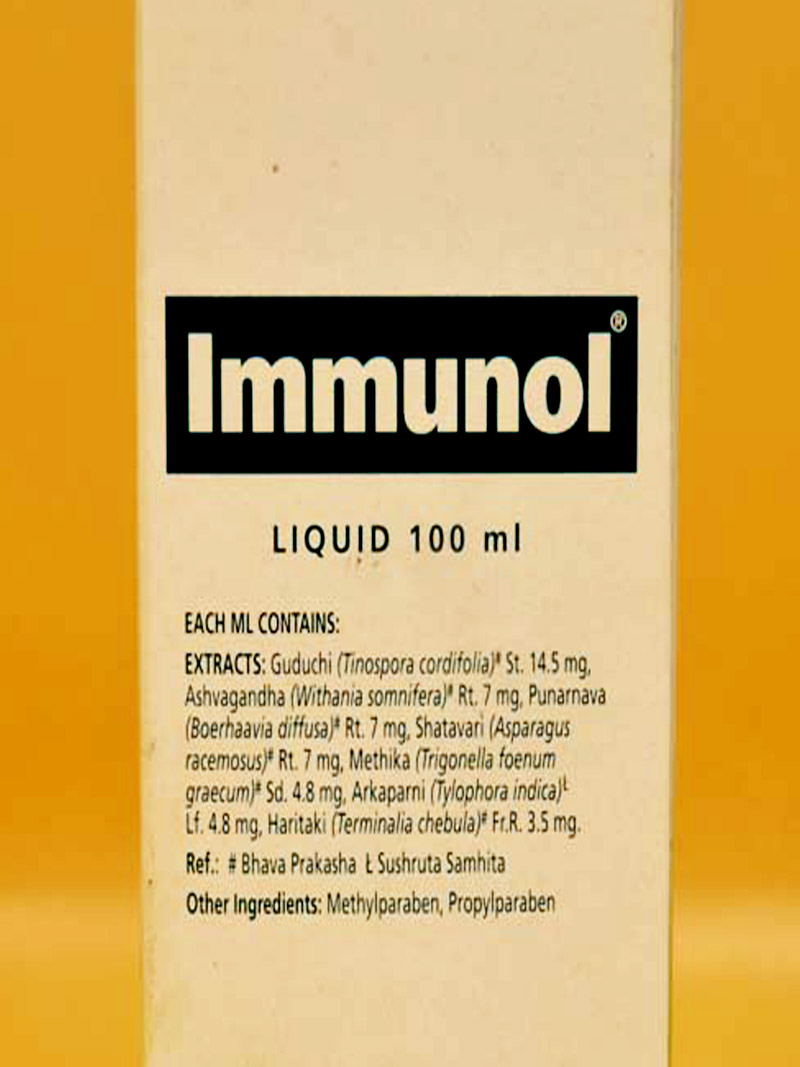 Immunol®
LIQUID 100 ml
EACH ML CONTAINS:
EXTRACTS: Guduchi (Tinospora cordifolia)# St. 14.5 mg,
Ashvagandha (Withania somnifera)# Rt. 7 mg, Punarnava
(Boerhaavia diffusa)# Rt. 7 mg, Shatavari (Asparagus
racemosus)# Rt. 7 mg, Methika (Trigonella foenum
graecum)# Sd. 4.8 mg, Arkaparni (Tylophora indica)Ł
Lf. 4.8 mg, Haritaki (Terminalia chebula)# Fr.R. 3.5 mg.
Ref.: # Bhava Prakasha Ł Sushruta Samhita
Other Ingredients: Methylparaben, Propylparaben